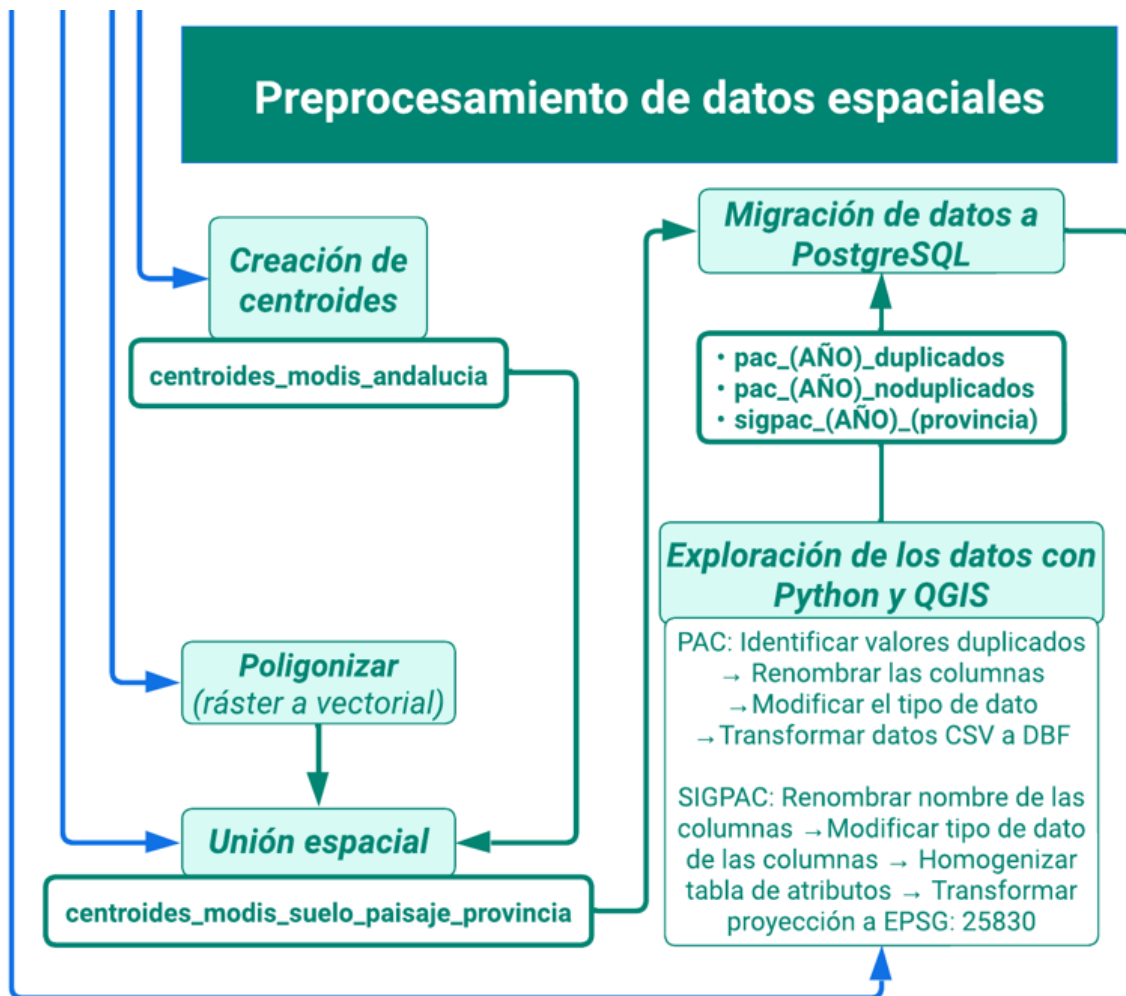 Preprocesamiento de datos espaciales
Creación de
centroides
centroides_modis_andalucia
Poligonizar
(ráster a vectorial)
Unión espacial
centroides_modis_suelo_paisaje_provincia
Migración de datos a
PostgreSQL
• pac_(AÑO)_duplicados
• pac_(AÑO)_noduplicados
• sigpac_(AÑO)_(provincia)
Exploración de los datos con
Python y QGIS
PAC: Identificar valores duplicados
→ Renombrar las columnas
→Modificar el tipo de dato
→Transformar datos CSV a DBF
SIGPAC: Renombrar nombre de las
columnas →Modificar tipo de dato
de las columnas → Homogenizar
tabla de atributos → Transformar
proyección a EPSG: 25830